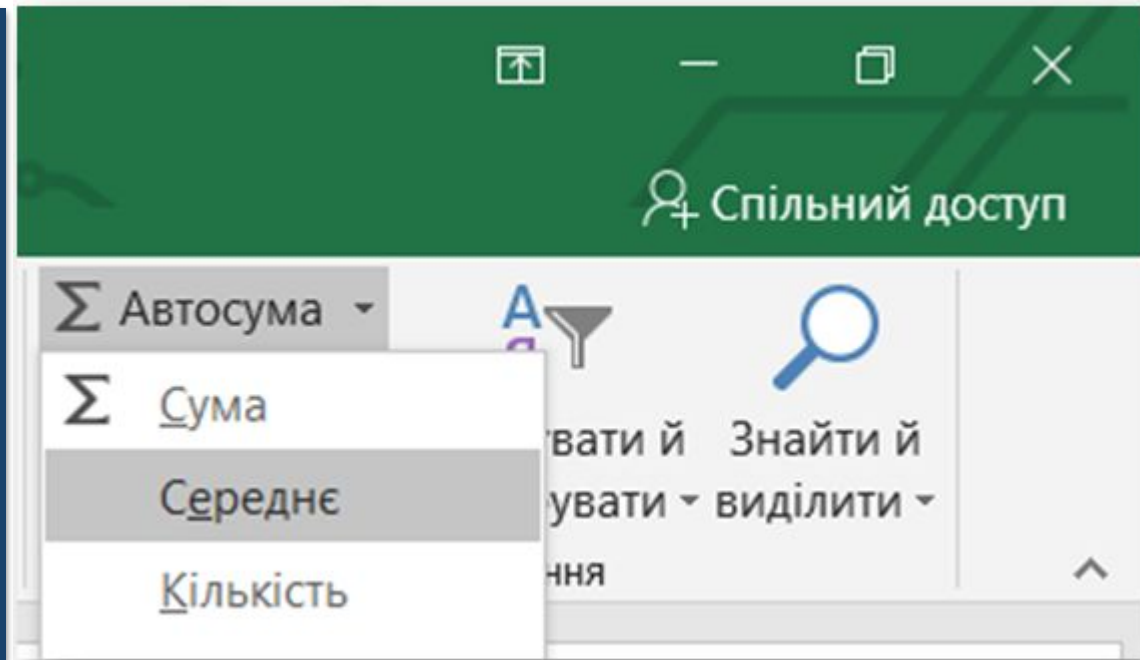 Спільний доступ
Σ Автосума
Σ Сума
Середнє
Кількість
й
Знайти й
виділити